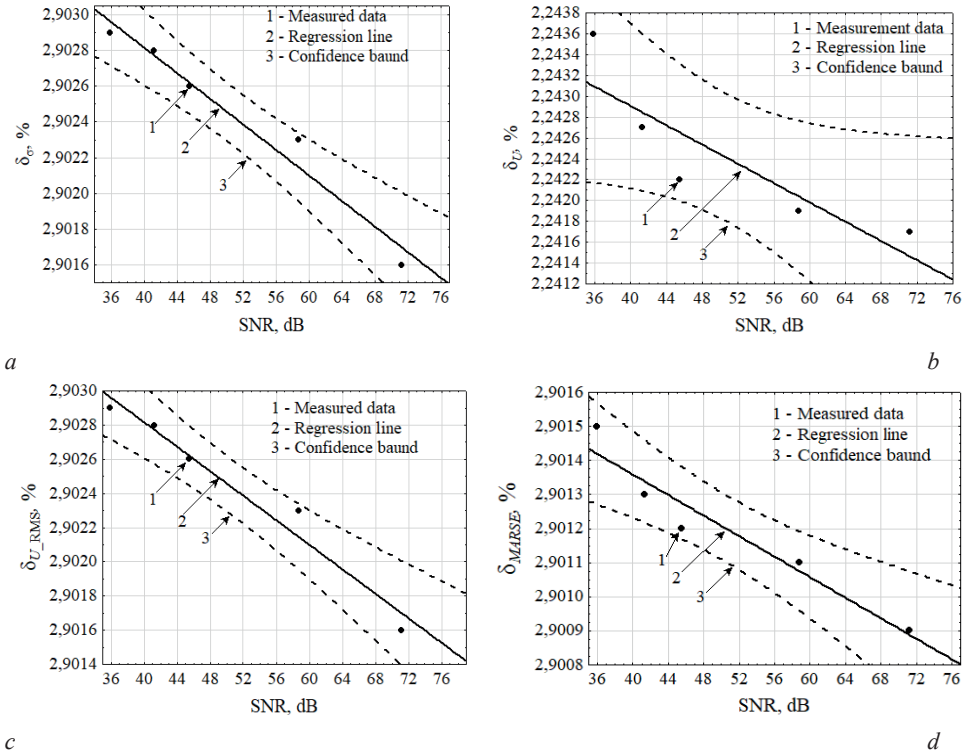 2,9030
2,9028
2,9026
2,9024
2,9022
2,9020
2,9018
2,9016
δσ, %
1 - Measured data
2 - Regression line
3 - Confidence baund
1
2
3
36 40 44 48 52 56 60 64 68 72 76
SNR, dB
a
2,2438
2,2436
2,2432
2,2430
2,2426
2,2424
2,2422
2,2418
2,2416
2,2414
2,2412
δU, %
1 - Measurement data
2 - Regression line
3 - Confidence baund
1
2
3
36 40 44 48 52 56 60 64 68 72 76
SNR, dB
b
2,9030
2,9028
2,9026
2,9024
2,9022
2,9020
2,9018
2,9016
2,9014
δU_RMS, %
1 - Measured data
2 - Regression line
3 - Confidence baund
1
2
3
36 40 44 48 52 56 60 64 68 72 76
SNR, dB
c
2,9016
2,9015
2,9014
2,9013
2,9012
2,9010
2,9009
2,9008
δMARSE, %
1 - Measured data
2 - Regression line
3 - Confidence baund
1
2
3
36 40 44 48 52 56 60 64 68 72 76
SNR, dB
d